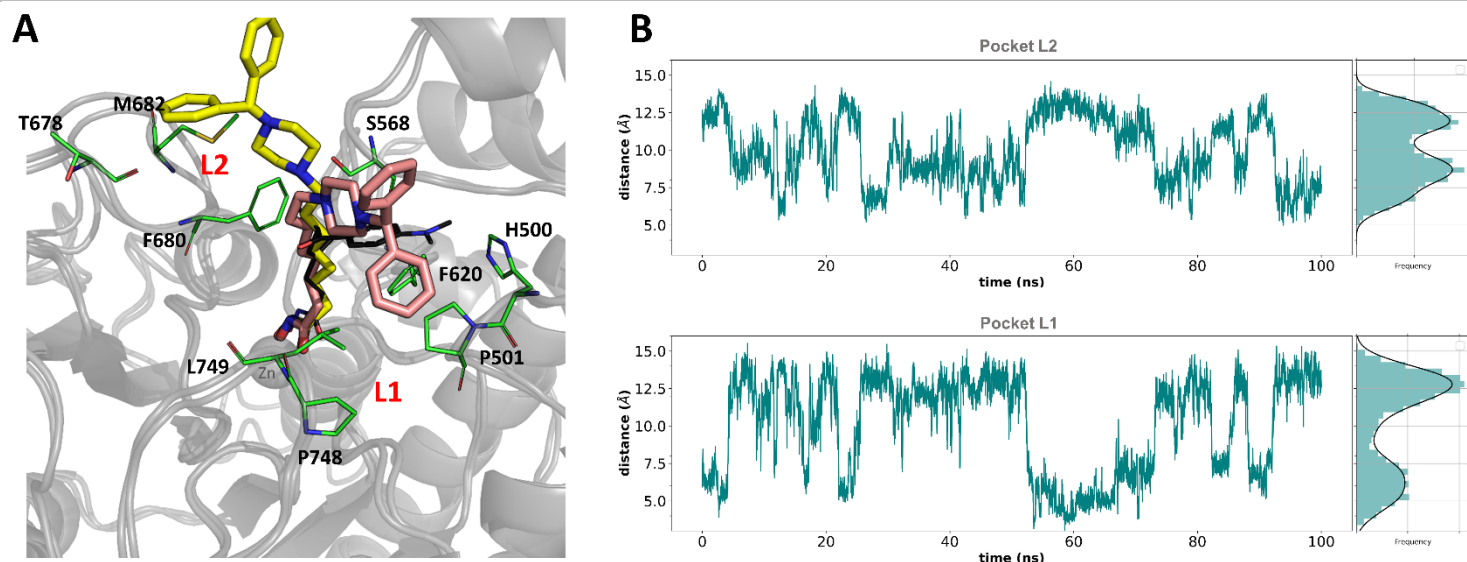 A
M682
T678
S568
L2
H500
F680
F620
L749
P501
Zn
L1
P748
B
Pocket L2
15.0
12.5
10.0
7.5
5.0
distance (Å)
0 20 40 60 80 100
time (ns)
Frequency
Pocket L1
15.0
12.5
10.0
7.5
5.0
distance (Å)
0 20 40 60 80 100
time (ns)
Frequency